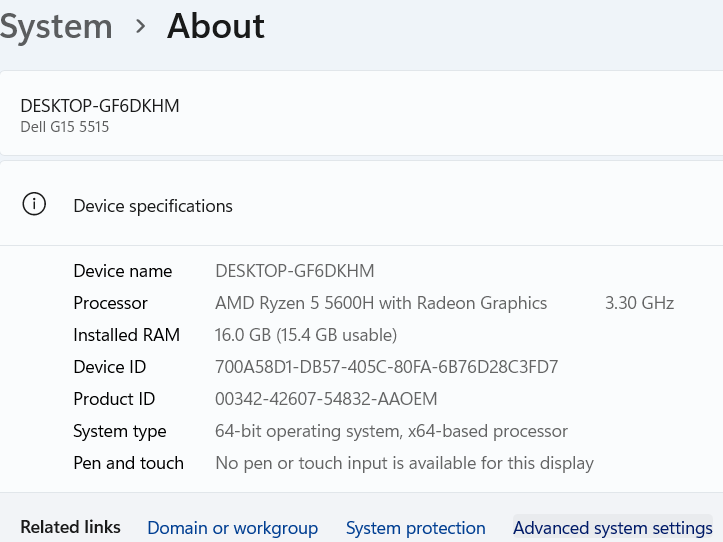 System > About
DESKTOP-GF6DKHM
Dell G15 5515
Device specifications
Device name DESKTOP-GF6DKHM
Processor AMD Ryzen 5 5600H with Radeon Graphics 3.30 GHz
Installed RAM 16.0 GB (15.4 GB usable)
Device ID 700A58D1-DB57-405C-80FA-6B76D28C3FD7
Product ID 00342-42607-54832-AAOEM
System type 64-bit operating system, x64-based processor
Pen and touch No pen or touch input is available for this display
Related links Domain or workgroup System protection Advanced system settings